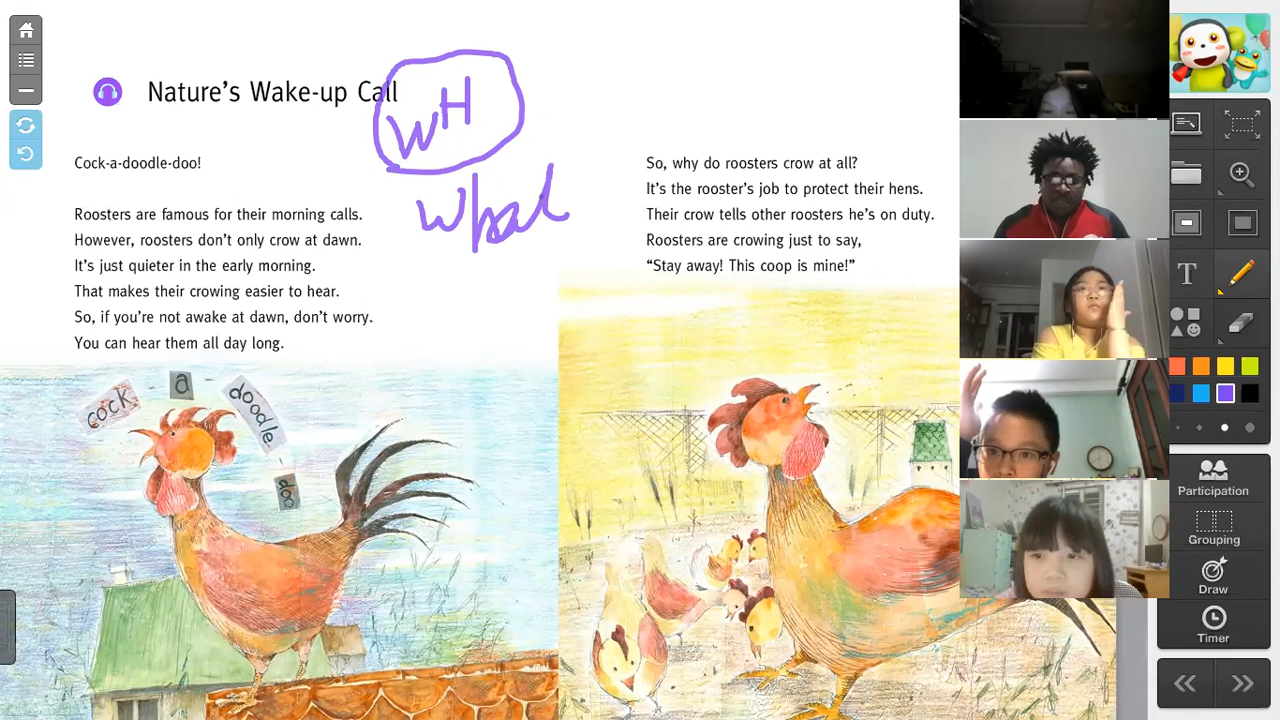 Nature's Wake-up Call
WH
what
Cock-a-doodle-doo!
Roosters are famous for their morning calls.
However, roosters don't only crow at dawn.
It's just quieter in the early morning.
That makes their crowing easier to hear.
So, if you're not awake at dawn, don't worry.
You can hear them all day long.
cock
a
doodle
doo
So, why do roosters crow at all?
It's the rooster's job to protect their hens.
Their crow tells other roosters he's on duty.
Roosters are crowing just to say,
“Stay away! This coop is mine!”
T
Participation
Grouping
Draw
Timer